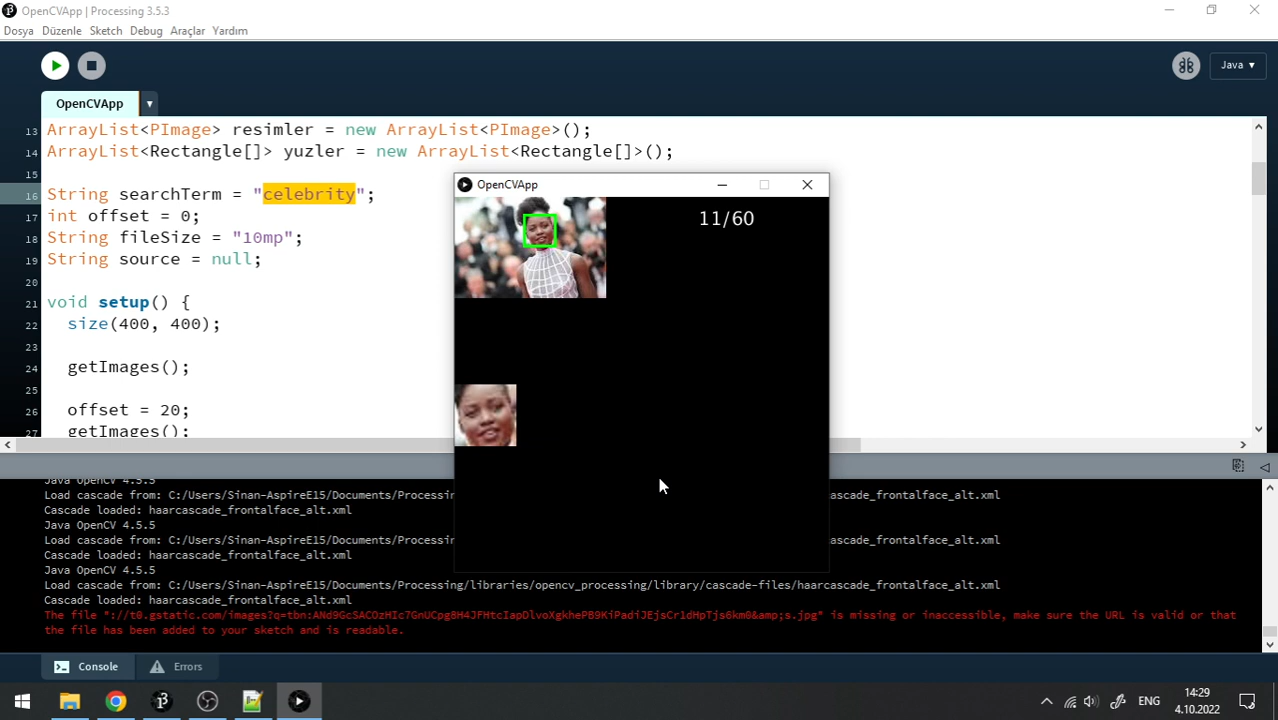 OpenCVApp | Processing 3.5.3
Dosya Düzenle Sketch Debug Araçlar Yardım
Java ▾
OpenCVApp ▾
13 ArrayList<PImage> resimler = new ArrayList<PImage>();
14 ArrayList<Rectangle[]> yuzler = new ArrayList<Rectangle[]>();
15
16 String searchTerm = "celebrity";
17 int offset = 0;
18 String fileSize = "10mp";
19 String source = null;
20
21 void setup() {
22 size(400, 400);
23
24 getImages();
25
26 offset = 20;
27 getImages();
OpenCVApp
11/60
Java OpenCV 4.5.5
Load cascade from: C:/Users/Sinan-AspireE15/Documents/Processin ascade_frontalface_alt.xml
Cascade loaded: haarcascade_frontalface_alt.xml
Java OpenCV 4.5.5
Load cascade from: C:/Users/Sinan-AspireE15/Documents/Processin ascade_frontalface_alt.xml
Cascade loaded: haarcascade_frontalface_alt.xml
Java OpenCV 4.5.5
Load cascade from: C:/Users/Sinan-AspireE15/Documents/Processing/libraries/opencv_processing/library/cascade-files/haarcascade_frontalface_alt.xml
Cascade loaded: haarcascade_frontalface_alt.xml
The file is missing or inaccessible, make sure the URL is valid or that
the file has been added to your sketch and is readable.
Console Errors
ENG
14:29
4.10.2022